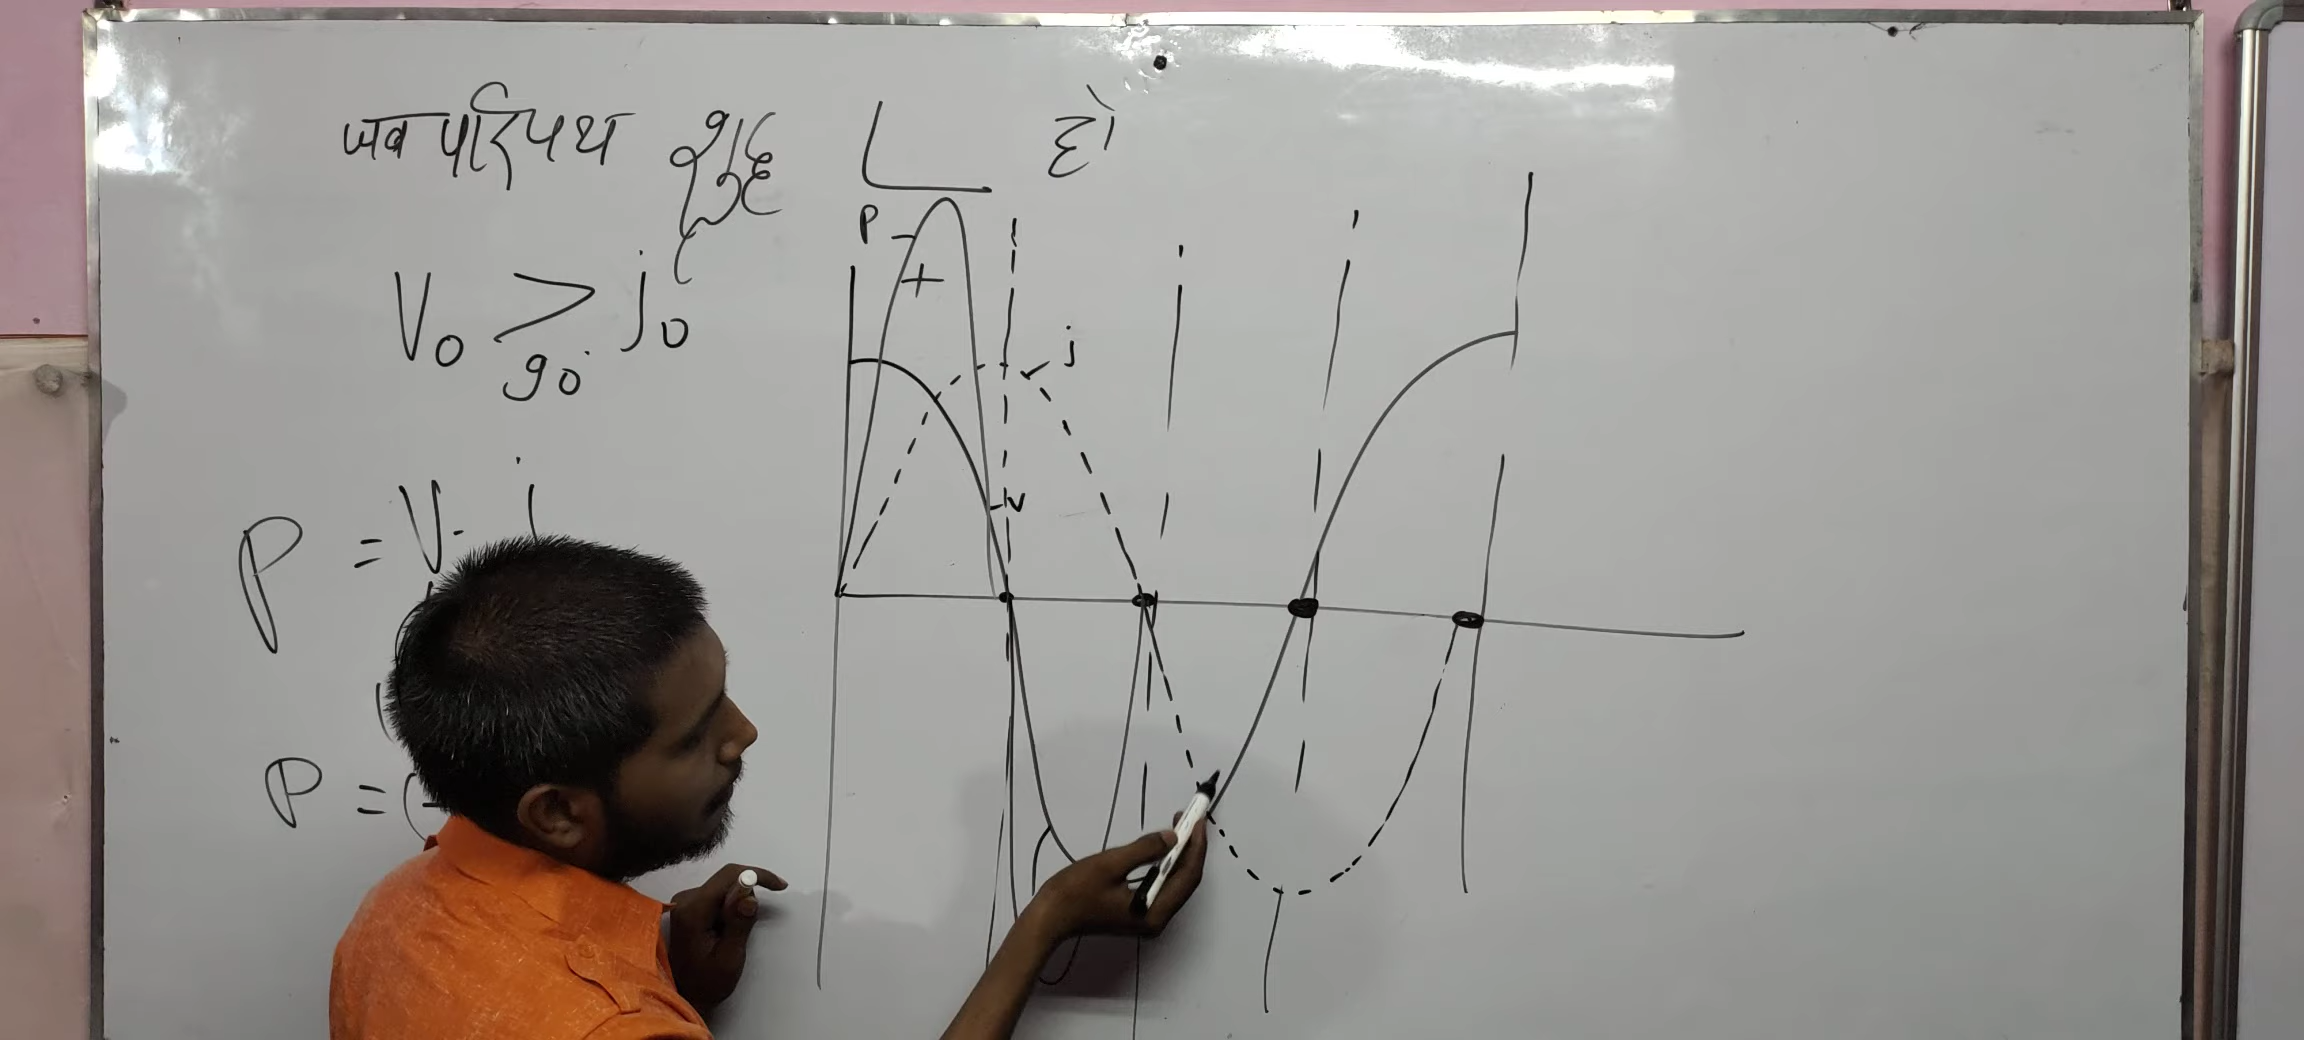 जब परिपथ शुद्ध L हो
V₀ > i₀
90°
P = V. i
P =
P
+
i
V